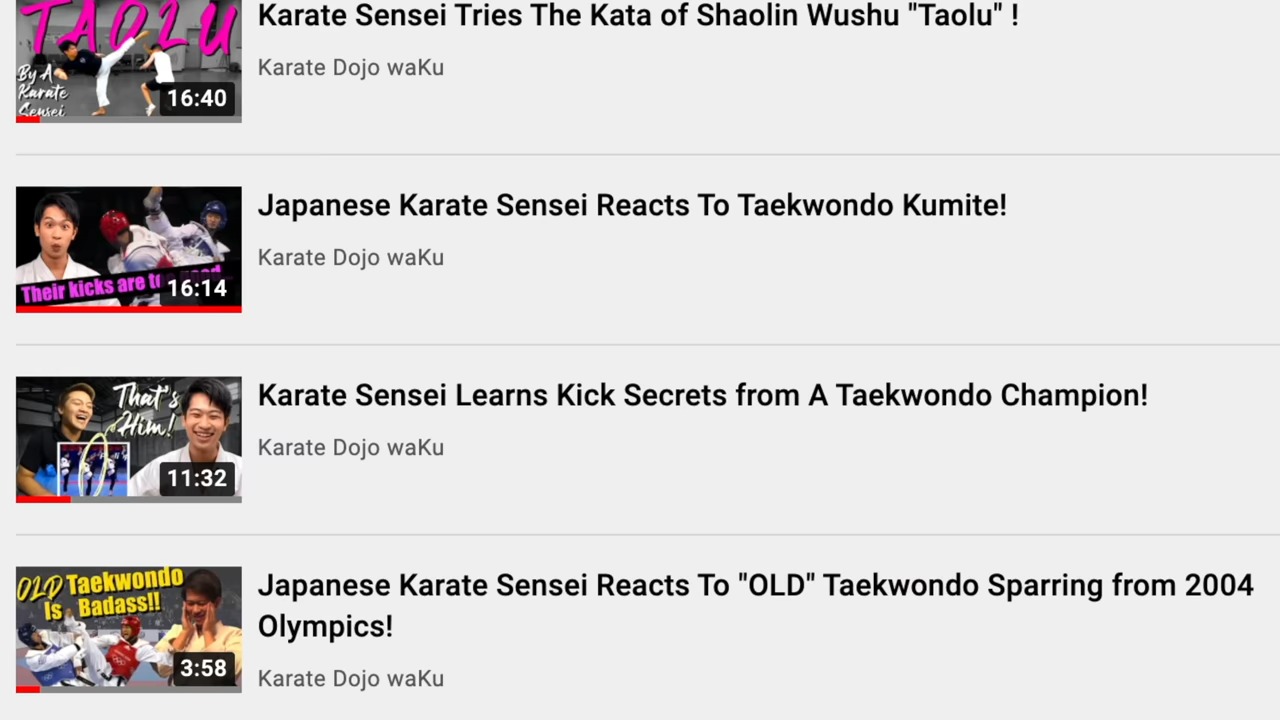 TAOLU
By A
Karate
Sensei
16:40
Karate Sensei Tries The Kata of Shaolin Wushu "Taolu" !
Karate Dojo waKu
Their kicks are
16:14
Japanese Karate Sensei Reacts To Taekwondo Kumite!
Karate Dojo waKu
That's
Him!
11:32
Karate Sensei Learns Kick Secrets from A Taekwondo Champion!
Karate Dojo waKu
OLD Taekwondo
Is Badass!!
3:58
Japanese Karate Sensei Reacts To "OLD" Taekwondo Sparring from 2004
Olympics!
Karate Dojo waKu